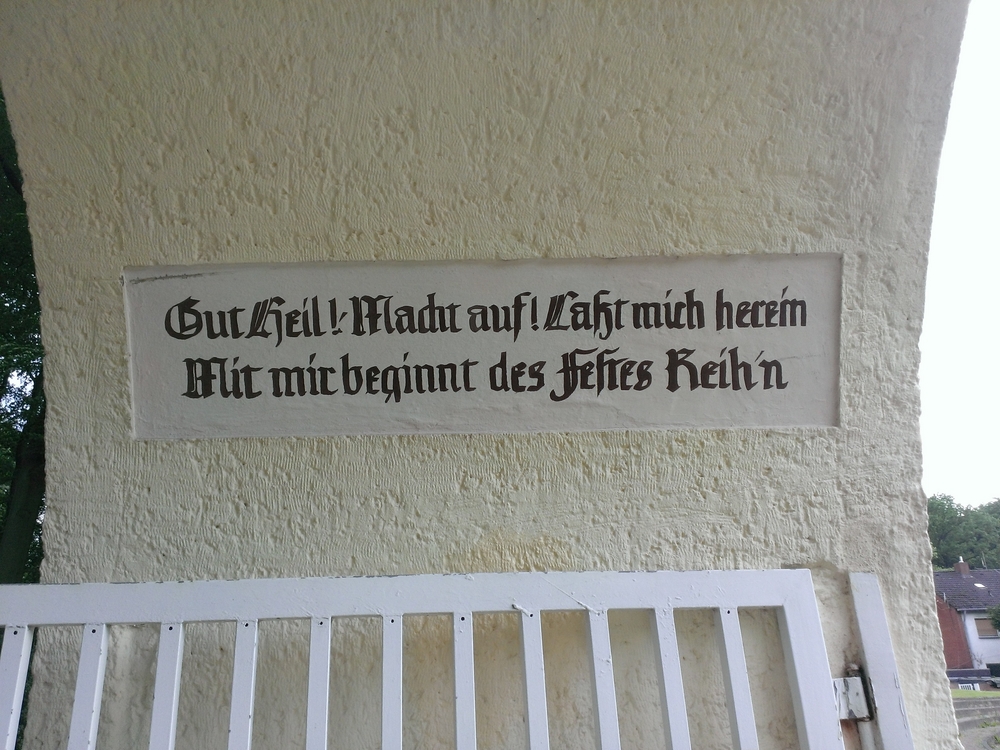 Gut Heil! Macht auf! Laßt mich herein
Mit mir beginnt des Festes Reih'n